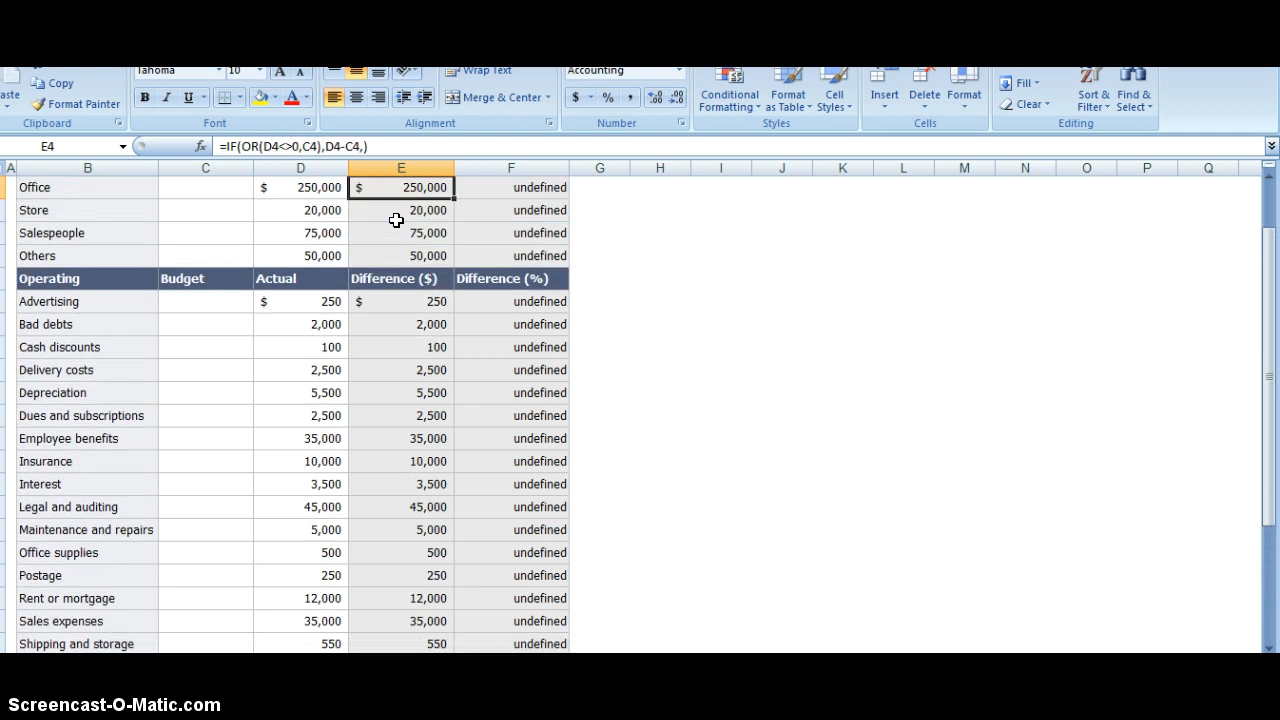 Tahoma 10 A A Wrap Text Accounting
Copy
aste
Format Painter
B I U A Merge & Center $ % , .0 .00 .00 .0
Conditional Formatting Format as Table Cell Styles Insert Delete Format Fill Clear Sort & Filter Find & Select
Clipboard Font Alignment Number Styles Cells Editing
E4 fx =IF(OR(D4<>0,C4),D4-C4,)
A B C D E F G H I J K L M N O P Q
Office $ 250,000 $ 250,000 undefined
Store 20,000 20,000 undefined
Salespeople 75,000 75,000 undefined
Others 50,000 50,000 undefined
Operating Budget Actual Difference ($) Difference (%)
Advertising $ 250 $ 250 undefined
Bad debts 2,000 2,000 undefined
Cash discounts 100 100 undefined
Delivery costs 2,500 2,500 undefined
Depreciation 5,500 5,500 undefined
Dues and subscriptions 2,500 2,500 undefined
Employee benefits 35,000 35,000 undefined
Insurance 10,000 10,000 undefined
Interest 3,500 3,500 undefined
Legal and auditing 45,000 45,000 undefined
Maintenance and repairs 5,000 5,000 undefined
Office supplies 500 500 undefined
Postage 250 250 undefined
Rent or mortgage 12,000 12,000 undefined
Sales expenses 35,000 35,000 undefined
Shipping and storage 550 550 undefined
Screencast-O-Matic.com